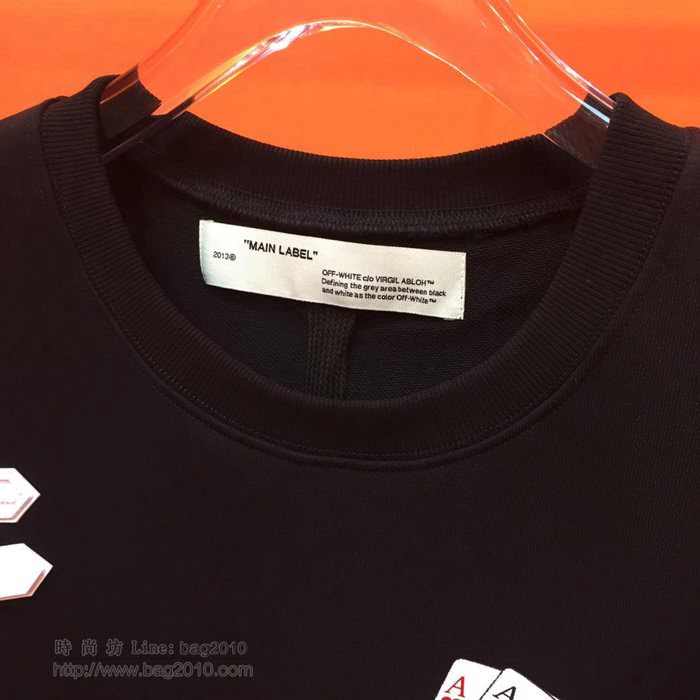 "MAIN LABEL"
2013©
OFF-WHITE c/o VIRGIL ABLOH™
Defining the grey area between black
and white as the color Off-White™
時尚坊 Line: bag2010
http://www.bag2010.com
A A